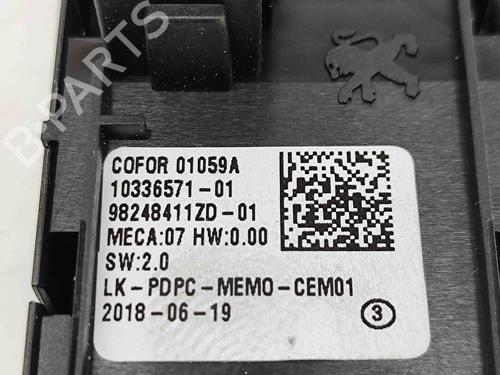 COFOR 01059A
10336571-01
98248411ZD-01
MECA:07 HW:0.00
SW:2.0
LK-PDPC-MEMO-CEM01
2018-06-19
3
B-PARTS